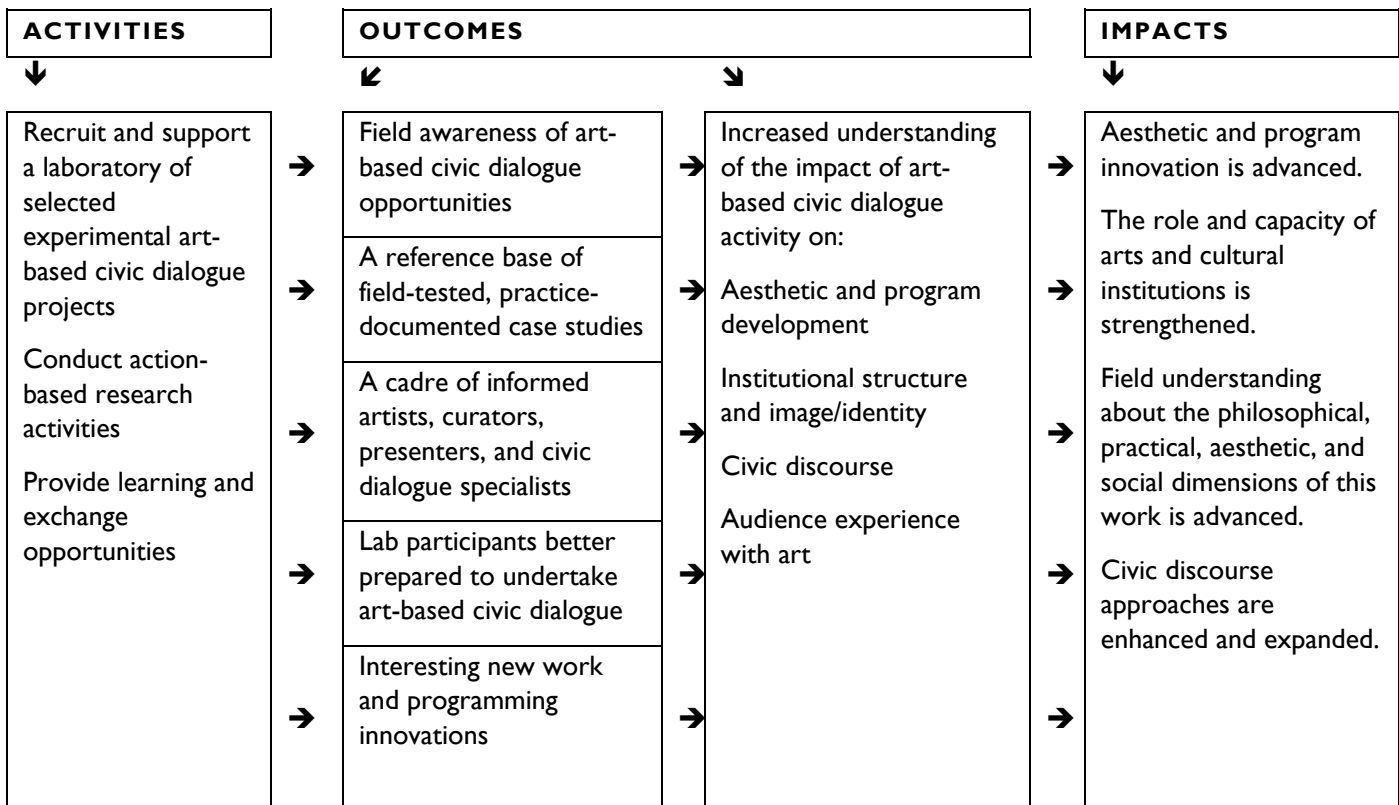 ACTIVITIES
OUTCOMES
IMPACTS
Recruit and support
a laboratory of
selected
experimental art-
based civic dialogue
projects
Conduct action-
based research
activities
Provide learning and
exchange
opportunities
Field awareness of art-
based civic dialogue
opportunities
A reference base of
field-tested, practice-
documented case studies
A cadre of informed
artists, curators,
presenters, and civic
dialogue specialists
Lab participants better
prepared to undertake
art-based civic dialogue
Interesting new work
and programming
innovations
Increased understanding
of the impact of art-
based civic dialogue
activity on:
Aesthetic and program
development
Institutional structure
and image/identity
Civic discourse
Audience experience
with art
Aesthetic and program
innovation is advanced.
The role and capacity of
arts and cultural
institutions is
strengthened.
Field understanding
about the philosophical,
practical, aesthetic, and
social dimensions of this
work is advanced.
Civic discourse
approaches are
enhanced and expanded.